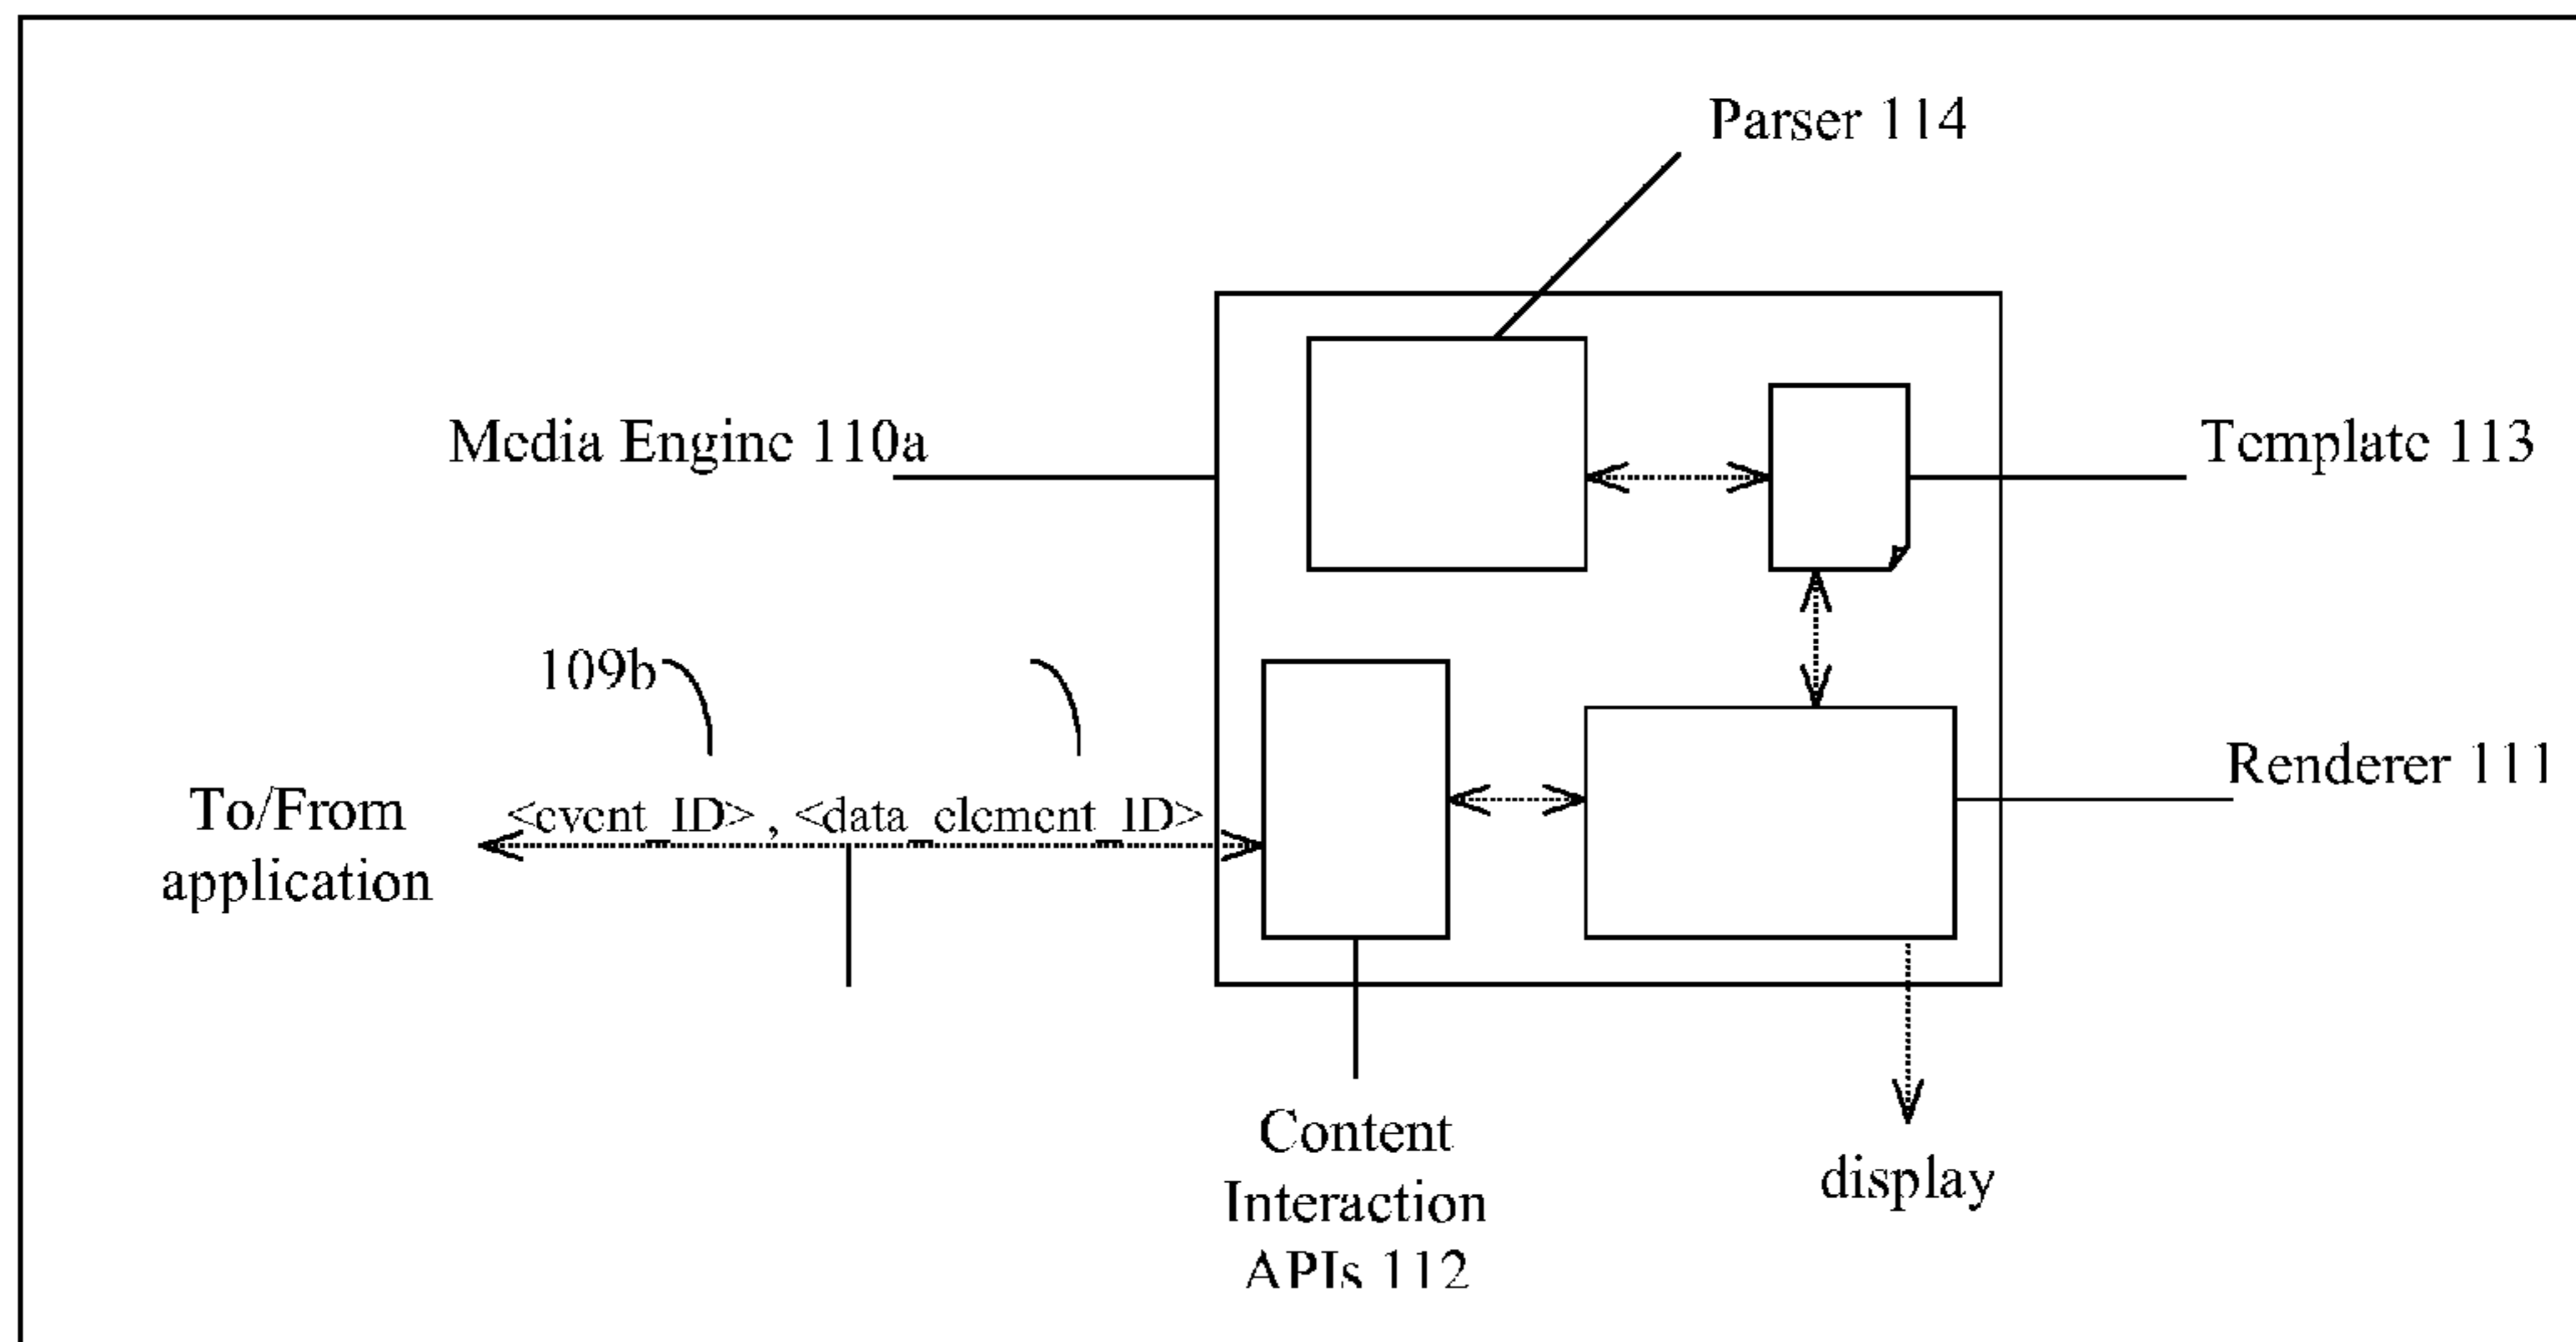 Parser 114
Media Engine 110a
Template 113
109b
Renderer 111
To/From
application
<event_ID> , <data_element_ID>
Content
Interaction
APIs 112
display